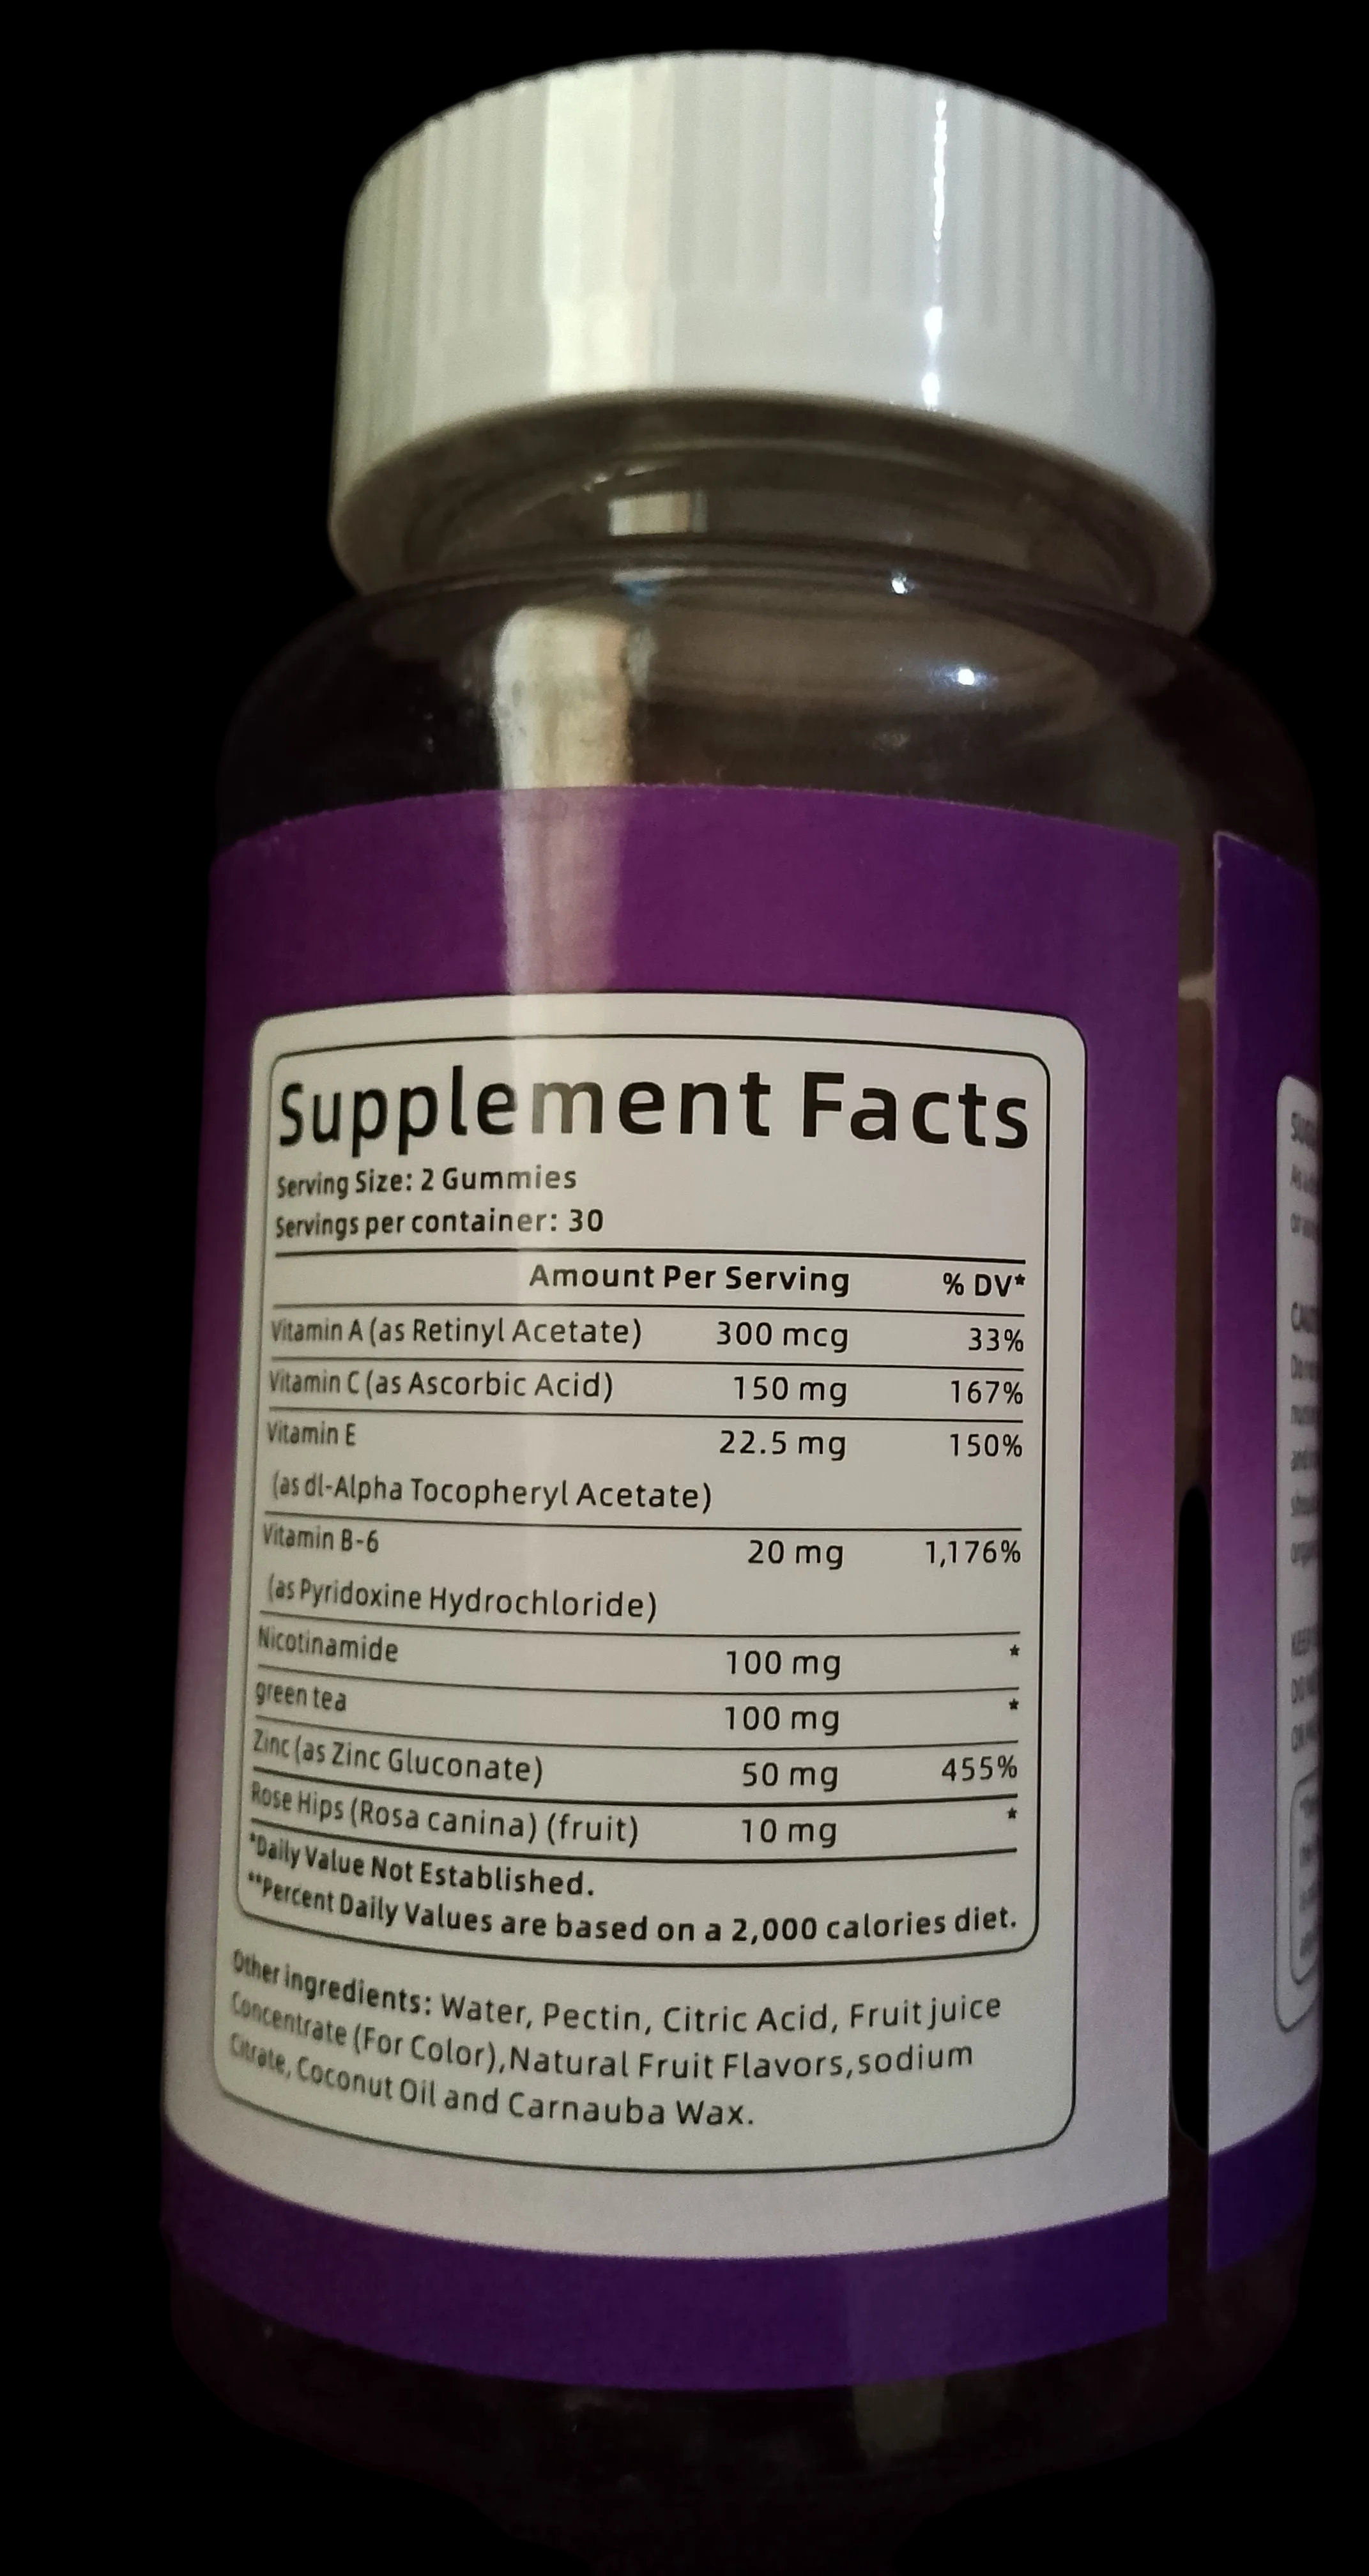 Supplement Facts
Serving Size: 2 Gummies
Servings per container: 30
Amount Per Serving % DV*
Vitamin A (as Retinyl Acetate) 300 mcg 33%
Vitamin C (as Ascorbic Acid) 150 mg 167%
Vitamin E 22.5 mg 150%
(as dl-Alpha Tocopheryl Acetate)
Vitamin B-6 20 mg 1,176%
(as Pyridoxine Hydrochloride)
Nicotinamide 100 mg *
green tea 100 mg *
Zinc (as Zinc Gluconate) 50 mg 455%
Rose Hips (Rosa canina) (fruit) 10 mg *
*Daily Value Not Established.
**Percent Daily Values are based on a 2,000 calories diet.
Other ingredients: Water, Pectin, Citric Acid, Fruit juice
Concentrate (For Color),Natural Fruit Flavors,sodium
Citrate, Coconut Oil and Carnauba Wax.